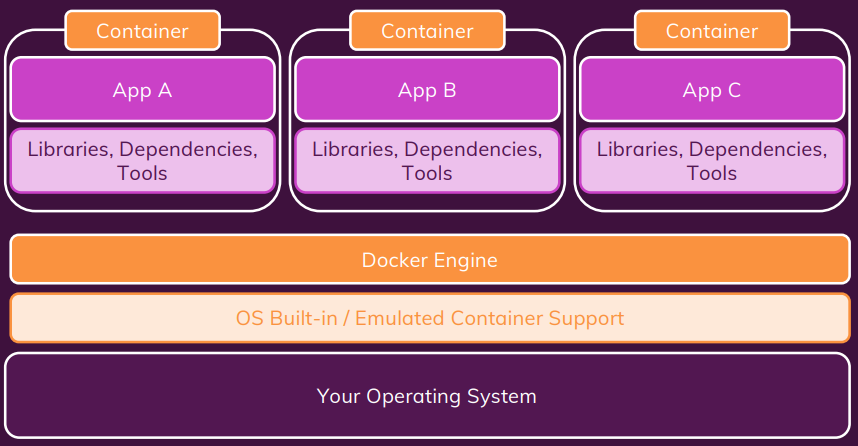 Container
Container
Container
App A
App B
App C
Libraries, Dependencies,
Tools
Libraries, Dependencies,
Tools
Libraries, Dependencies,
Tools
Docker Engine
OS Built-in / Emulated Container Support
Your Operating System